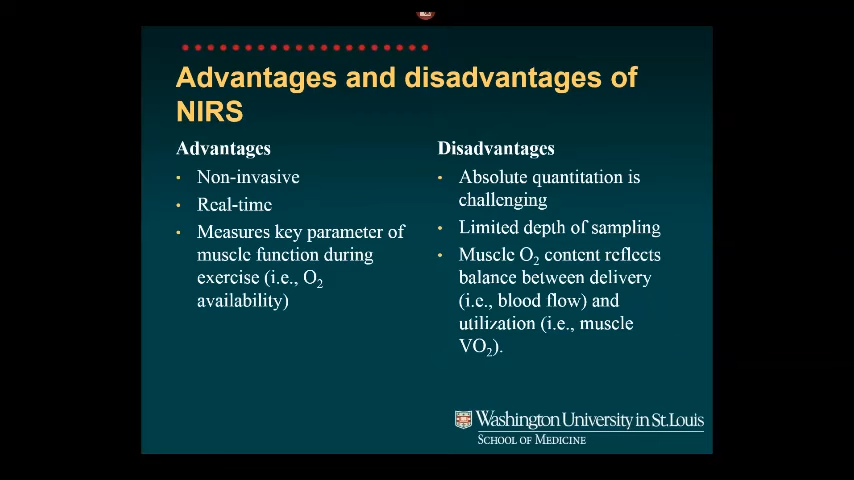 Advantages and disadvantages of
NIRS
Advantages
• Non-invasive
• Real-time
• Measures key parameter of
muscle function during
exercise (i.e., O₂
availability)
Disadvantages
• Absolute quantitation is
challenging
• Limited depth of sampling
• Muscle O₂ content reflects
balance between delivery
(i.e., blood flow) and
utilization (i.e., muscle
VO₂).
Washington University in St. Louis
SCHOOL OF MEDICINE